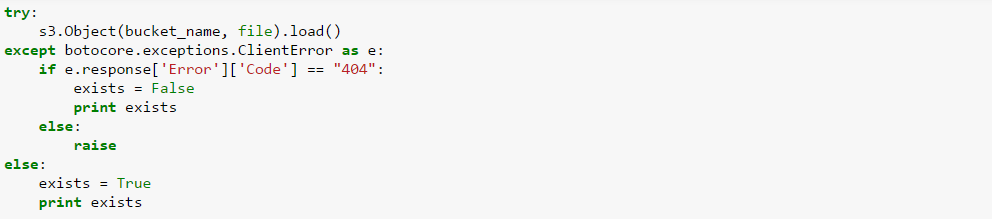 try:
    s3.Object(bucket_name, file).load()
except botocore.exceptions.ClientError as e:
    if e.response['Error']['Code'] == "404":
        exists = False
        print exists
    else:
        raise
else:
    exists = True
    print exists